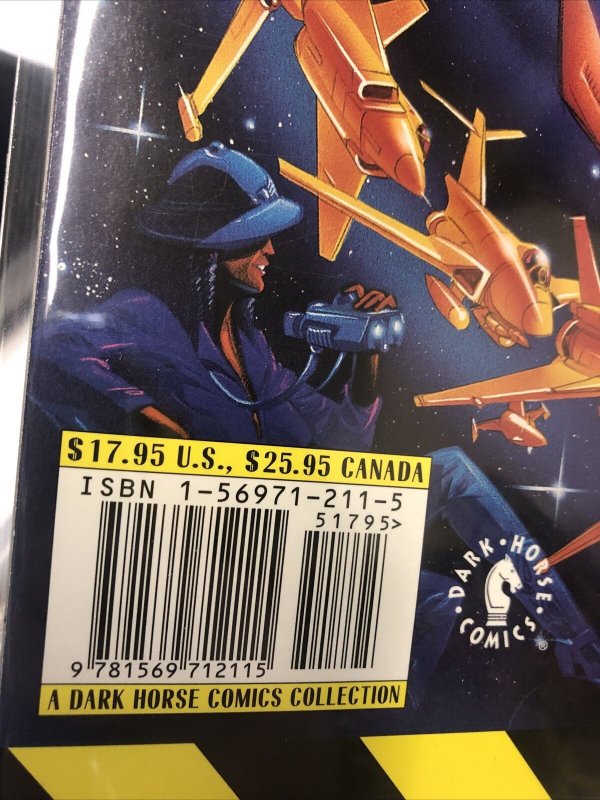 $17.95 U.S., $25.95 CANADA
ISBN 1-56971-211-5
51795>
9 781569 712115
A DARK HORSE COMICS COLLECTION
DARK • HORSE • COMICS • ®